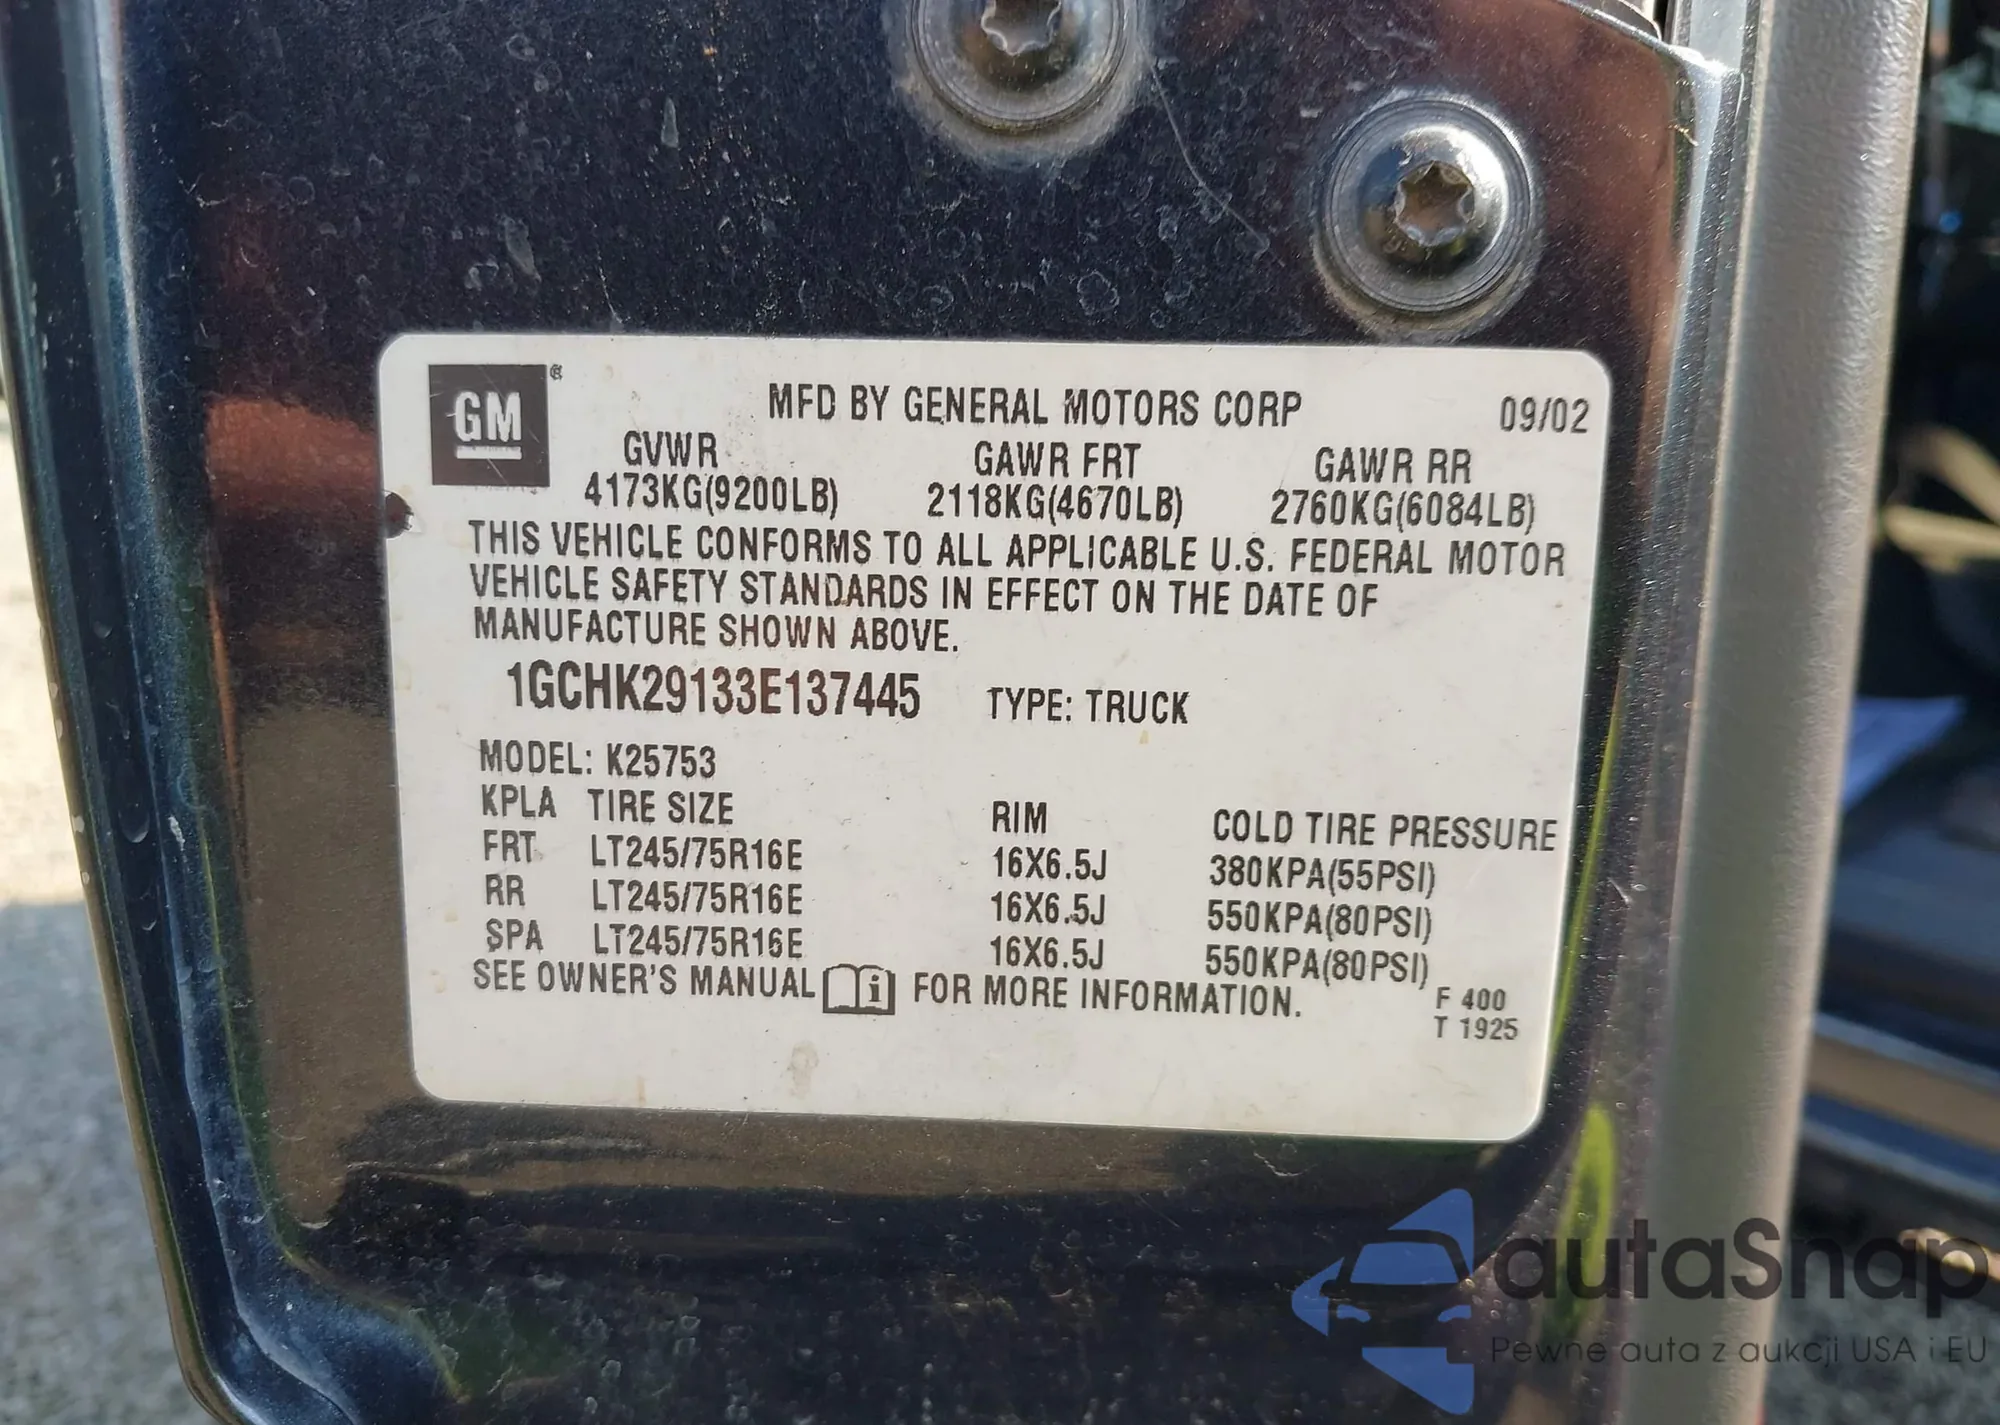 GM
MFD BY GENERAL MOTORS CORP 09/02
GVWR GAWR FRT GAWR RR
4173KG(9200LB) 2118KG(4670LB) 2760KG(6084LB)
THIS VEHICLE CONFORMS TO ALL APPLICABLE U.S. FEDERAL MOTOR
VEHICLE SAFETY STANDARDS IN EFFECT ON THE DATE OF
MANUFACTURE SHOWN ABOVE.
1GCHK29133E137445 TYPE: TRUCK
MODEL: K25753
KPLA TIRE SIZE RIM COLD TIRE PRESSURE
FRT LT245/75R16E 16X6.5J 380KPA(55PSI)
RR LT245/75R16E 16X6.5J 550KPA(80PSI)
SPA LT245/75R16E 16X6.5J 550KPA(80PSI)
SEE OWNER'S MANUAL i FOR MORE INFORMATION.
F 400
T 1925
autaSnap
Pewne auta z aukcji USA i EU